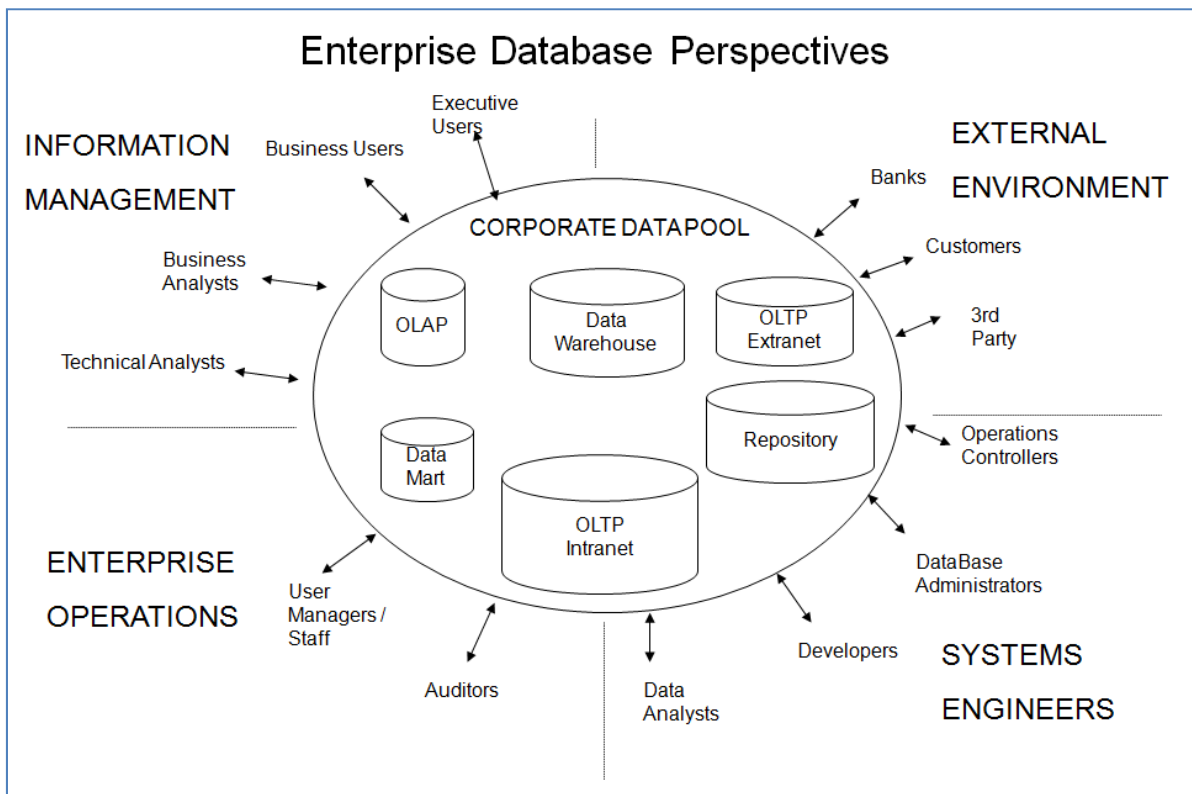 Enterprise Database Perspectives
INFORMATION
MANAGEMENT
Business Users
Executive
Users
EXTERNAL
ENVIRONMENT
Banks
Customers
3rd
Party
Business
Analysts
Technical Analysts
CORPORATE DATAPOOL
OLAP
Data
Warehouse
OLTP
Extranet
Repository
Data
Mart
OLTP
Intranet
Operations
Controllers
DataBase
Administrators
ENTERPRISE
OPERATIONS
User
Managers /
Staff
Auditors
Data
Analysts
Developers
SYSTEMS
ENGINEERS